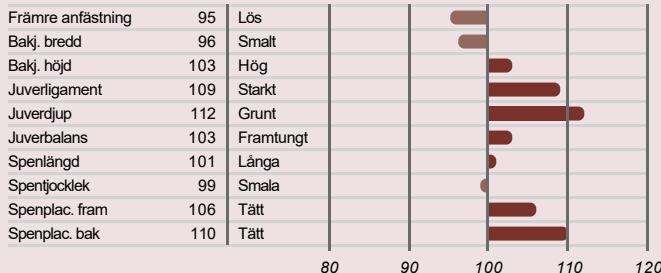 Främre anfästning 95 Lös
Bakj. bredd 96 Smalt
Bakj. höjd 103 Hög
Juverligament 109 Starkt
Juverdjup 112 Grunt
Juverbalans 103 Framtungt
Spenlängd 101 Långa
Spentjocklek 99 Smala
Spenplac. fram 106 Tätt
Spenplac. bak 110 Tätt
80 90 100 110 120